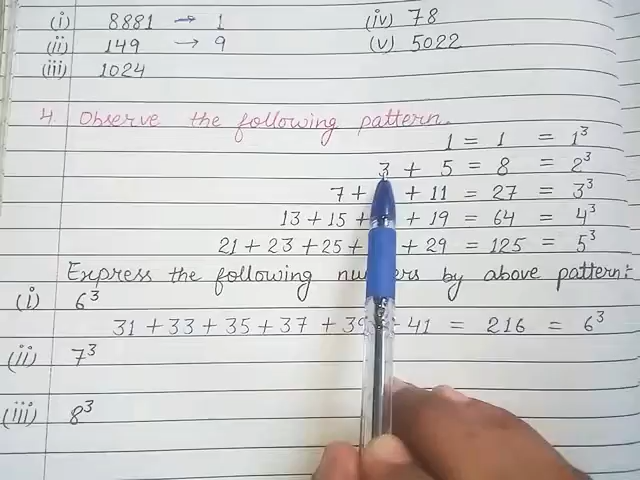 (i) 8881 → 1 (iv) 78
(ii) 149 → 9 (v) 5022
(iii) 1024
4. Observe the following pattern.
1 = 1 = 1³
3 + 5 = 8 = 2³
7 + + 11 = 27 = 3³
13 + 15 + + 19 = 64 = 4³
21 + 23 + 25 + + 29 = 125 = 5³
Express the following by above pattern:
(i) 6³
31 + 33 + 35 + 37 + 39 + 41 = 216 = 6³
(ii) 7³
(iii) 8³